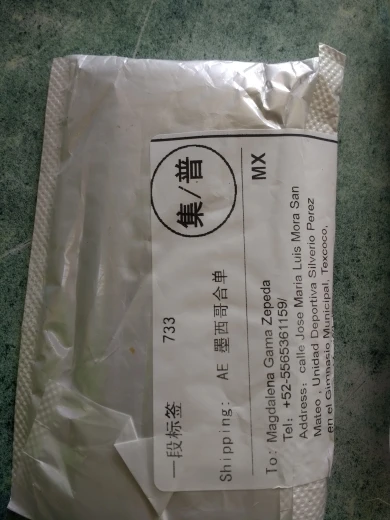 一段标签 733 集/普
Shipping: AE 墨西哥合单 MX
To: Magdalena Gama Zepeda
Tel: +52-5565361159/
Address: calle Jose Maria Luis Mora San
Mateo , Unidad Deportiva Silverio Perez
en el Gimnasio Municipal, Texcoco,